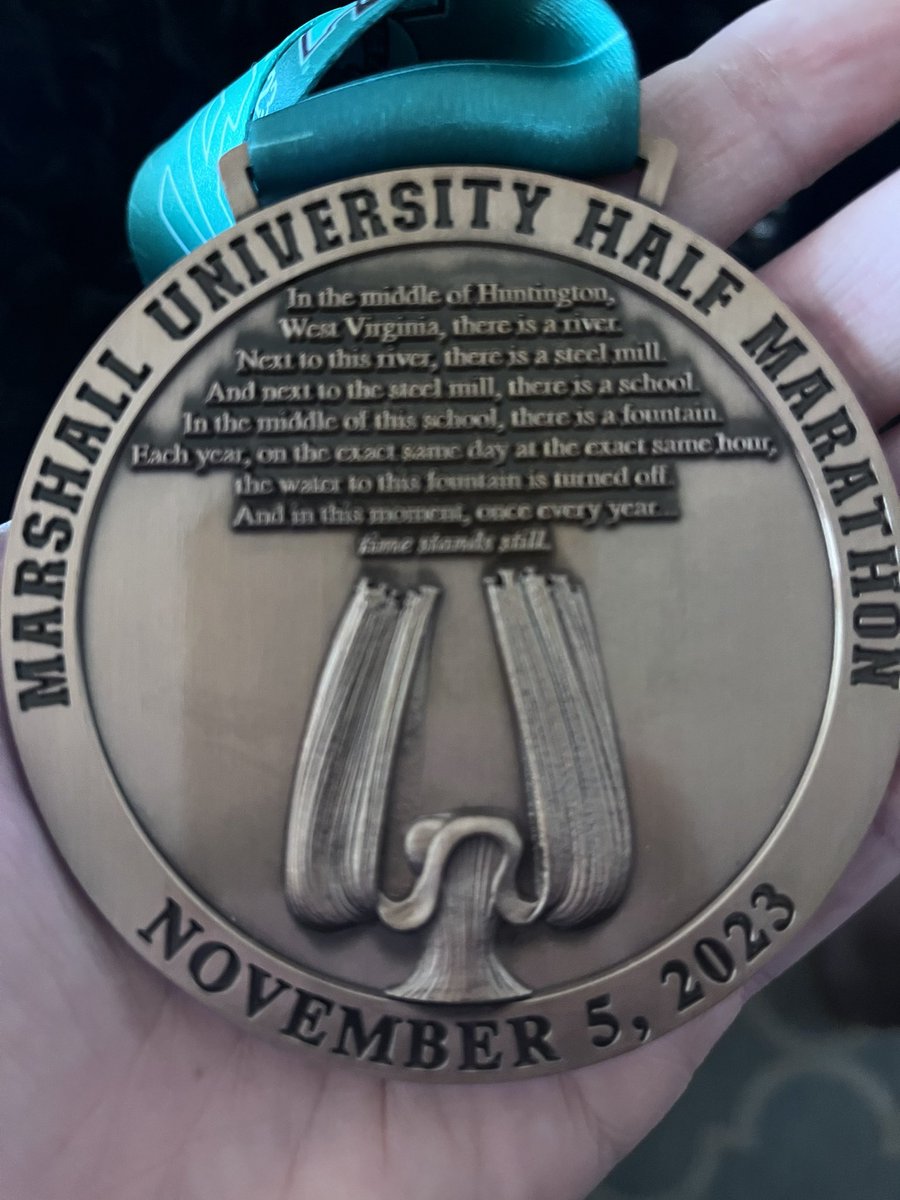 MARSHALL UNIVERSITY HALF MARATHON
In the middle of Huntington,
West Virginia, there is a river.
Next to this river, there is a steel mill.
And next to the steel mill, there is a school.
In the middle of this school, there is a fountain.
Each year, on the exact same day at the exact same hour,
the water to this fountain is turned off.
And in this moment, once every year...
time stands still.
NOVEMBER 5, 2023